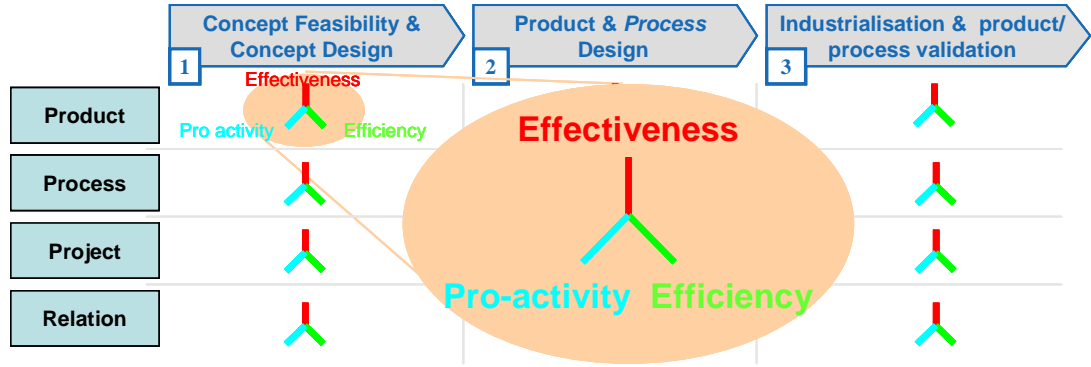 Concept Feasibility &
Concept Design
1
Product & Process
Design
2
Industrialisation & product/
process validation
3
Product
Effectiveness
Pro activity
Efficiency
Process
Project
Relation
Effectiveness
Pro-activity
Efficiency